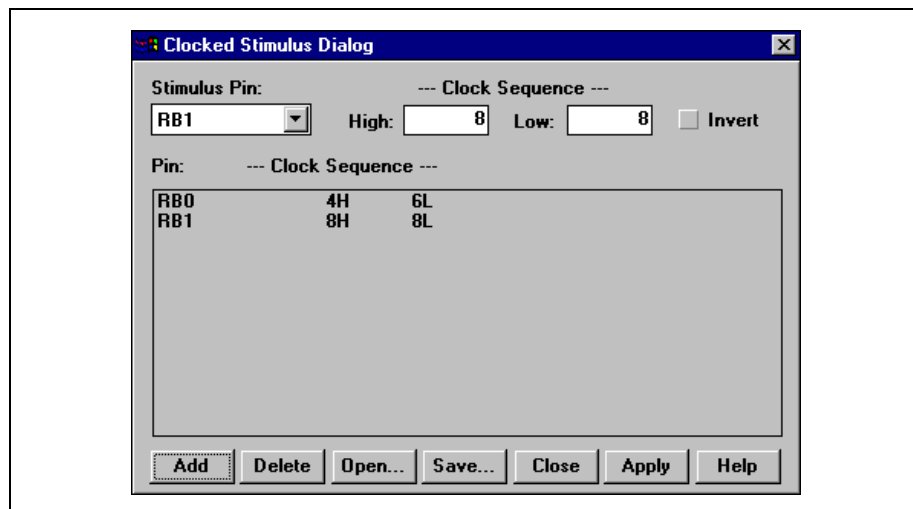 Clocked Stimulus Dialog
Stimulus Pin: --- Clock Sequence ---
RB1 High: 8 Low: 8 Invert
Pin: --- Clock Sequence ---
RB0 4H 6L
RB1 8H 8L
Add Delete Open... Save... Close Apply Help